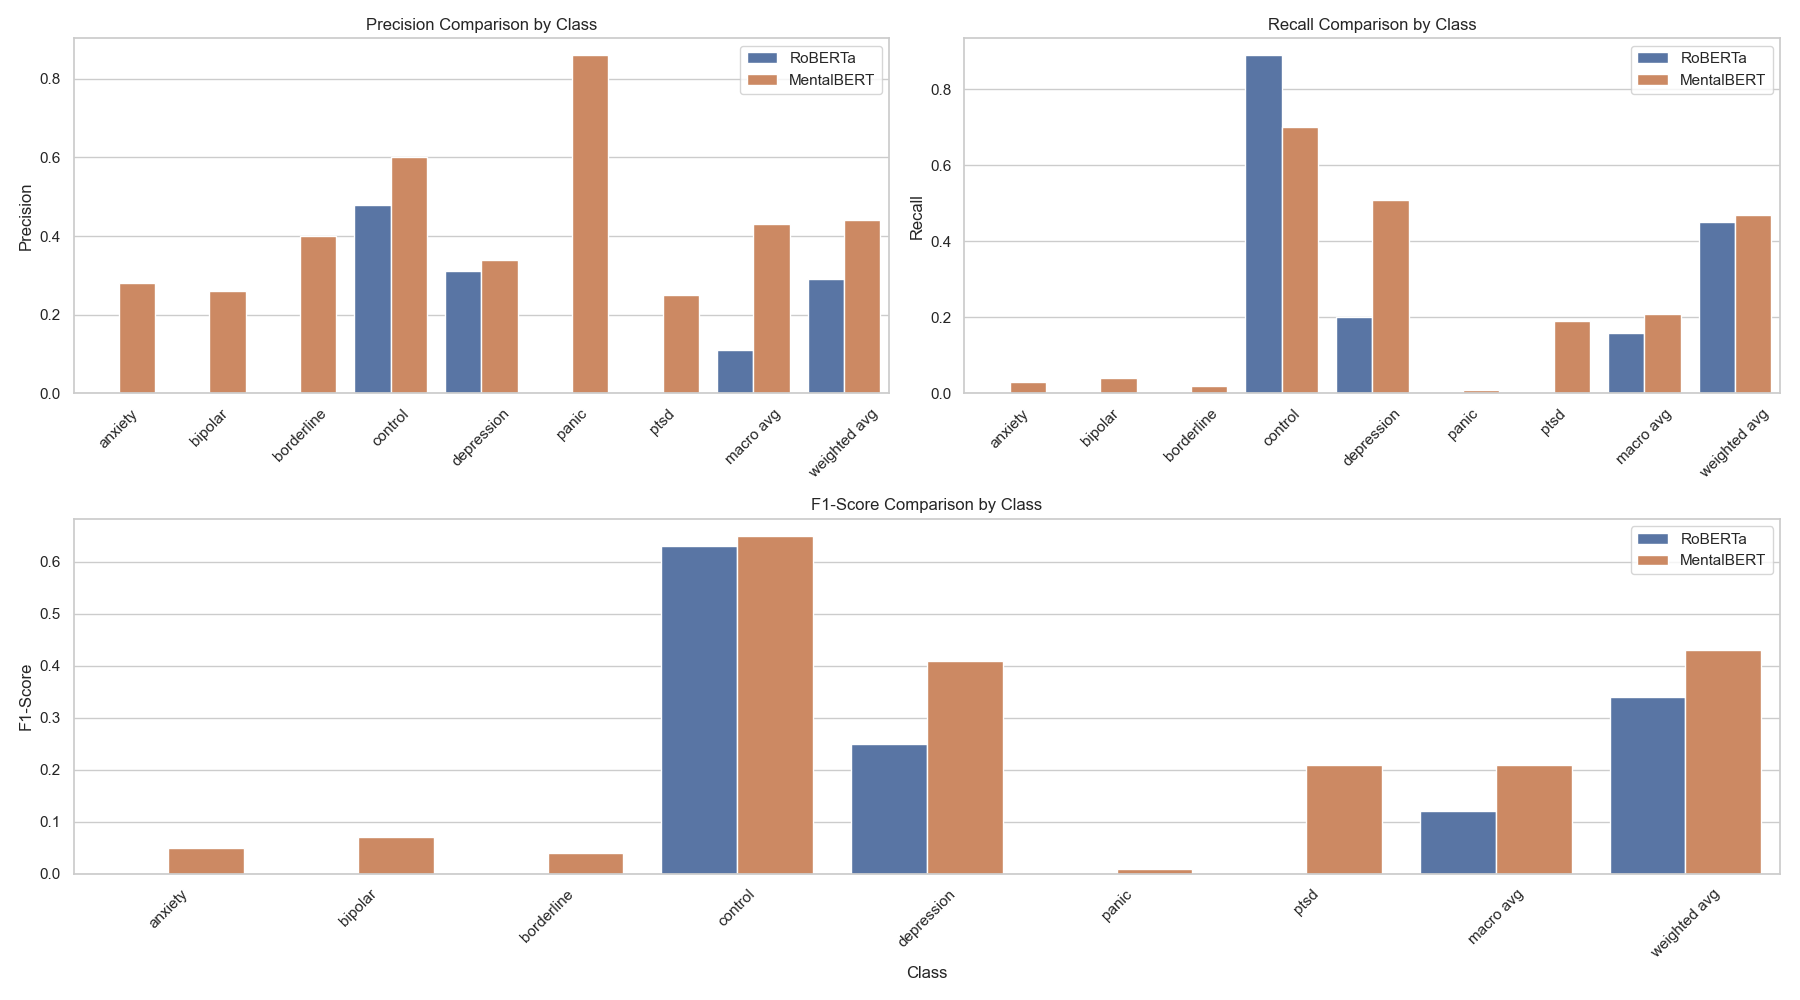 Precision Comparison by Class
Precision
0.8
0.6
0.4
0.2
0.0
RoBERTa
MentalBERT
anxiety
bipolar
borderline
control
depression
panic
ptsd
macro avg
weighted avg
Recall Comparison by Class
Recall
0.8
0.6
0.4
0.2
0.0
RoBERTa
MentalBERT
anxiety
bipolar
borderline
control
depression
panic
ptsd
macro avg
weighted avg
F1-Score Comparison by Class
F1-Score
0.6
0.5
0.4
0.3
0.2
0.1
0.0
RoBERTa
MentalBERT
anxiety
bipolar
borderline
control
depression
panic
ptsd
macro avg
weighted avg
Class